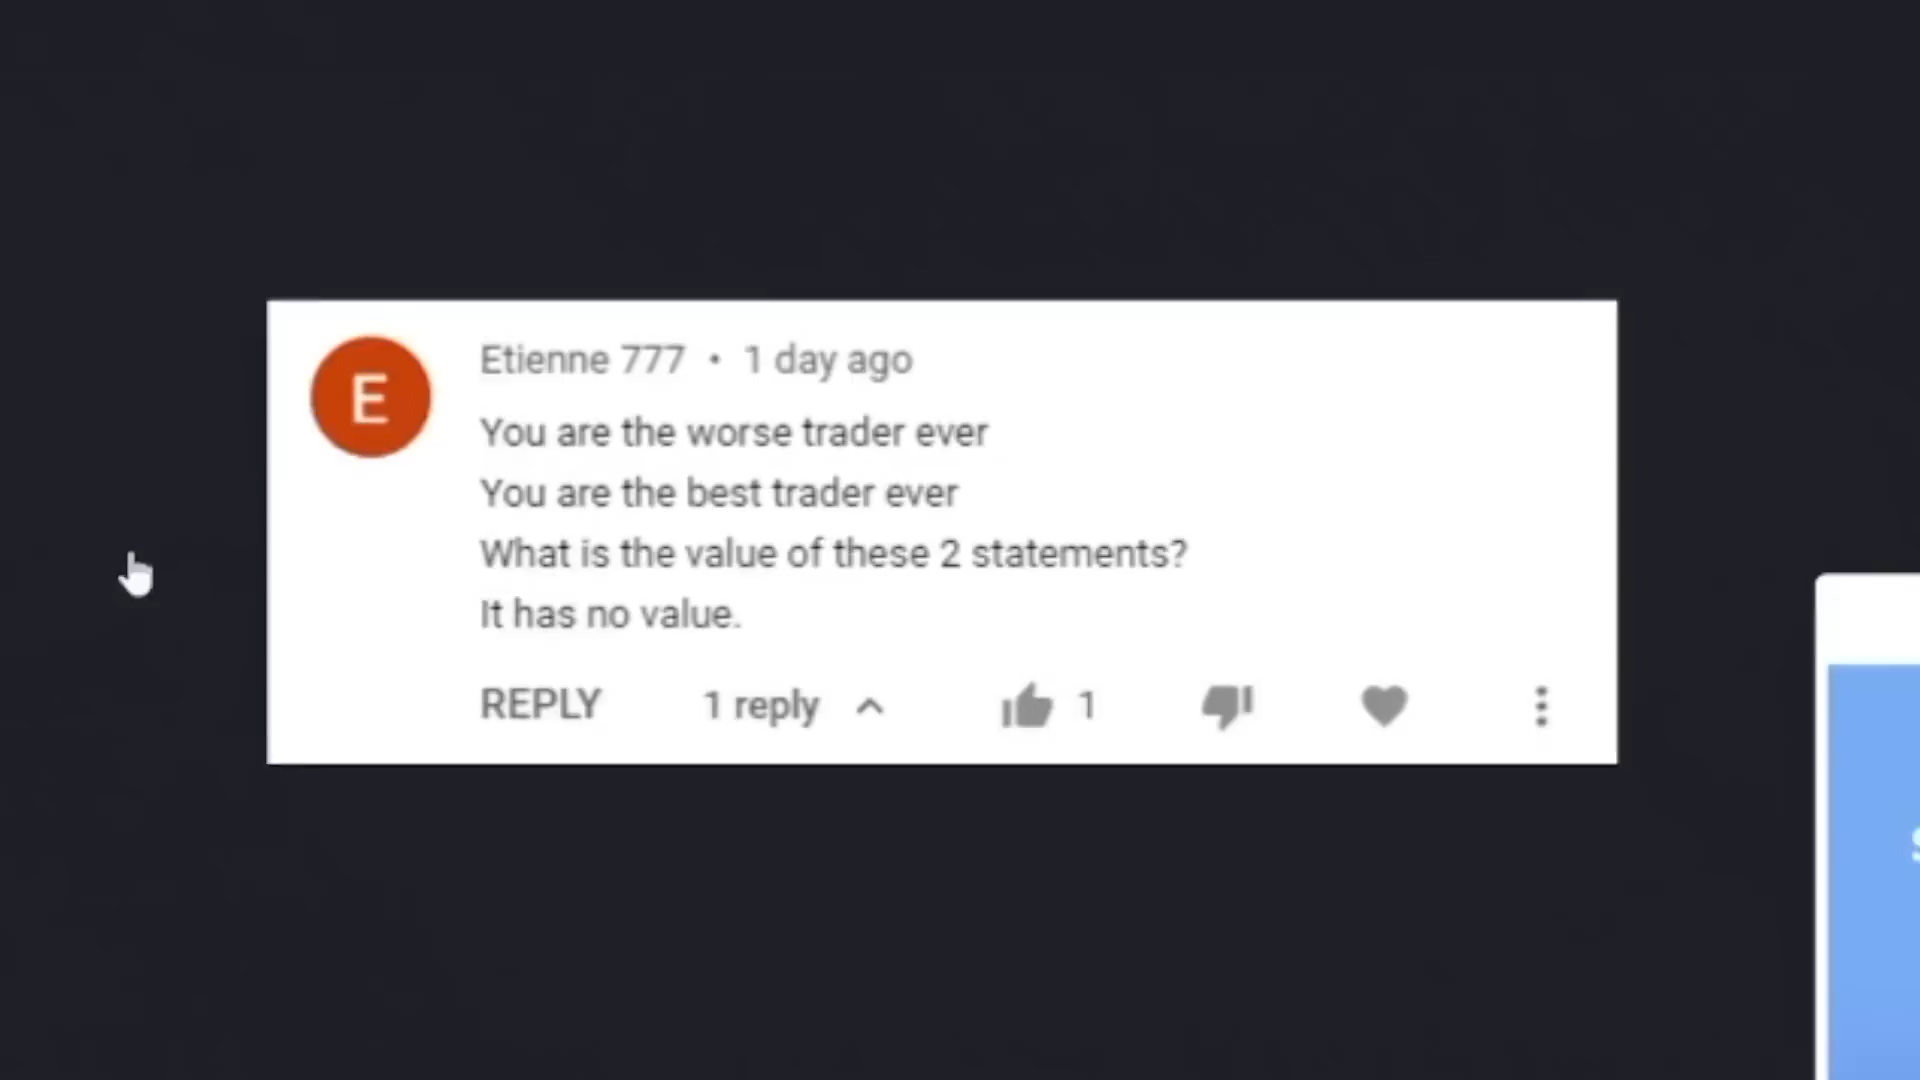 E
Etienne 777 • 1 day ago
You are the worse trader ever
You are the best trader ever
What is the value of these 2 statements?
It has no value.
REPLY 1 reply 1